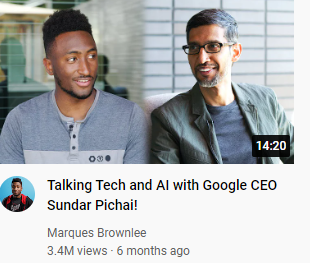 14:20
Talking Tech and AI with Google CEO
Sundar Pichai!
Marques Brownlee
3.4M views · 6 months ago